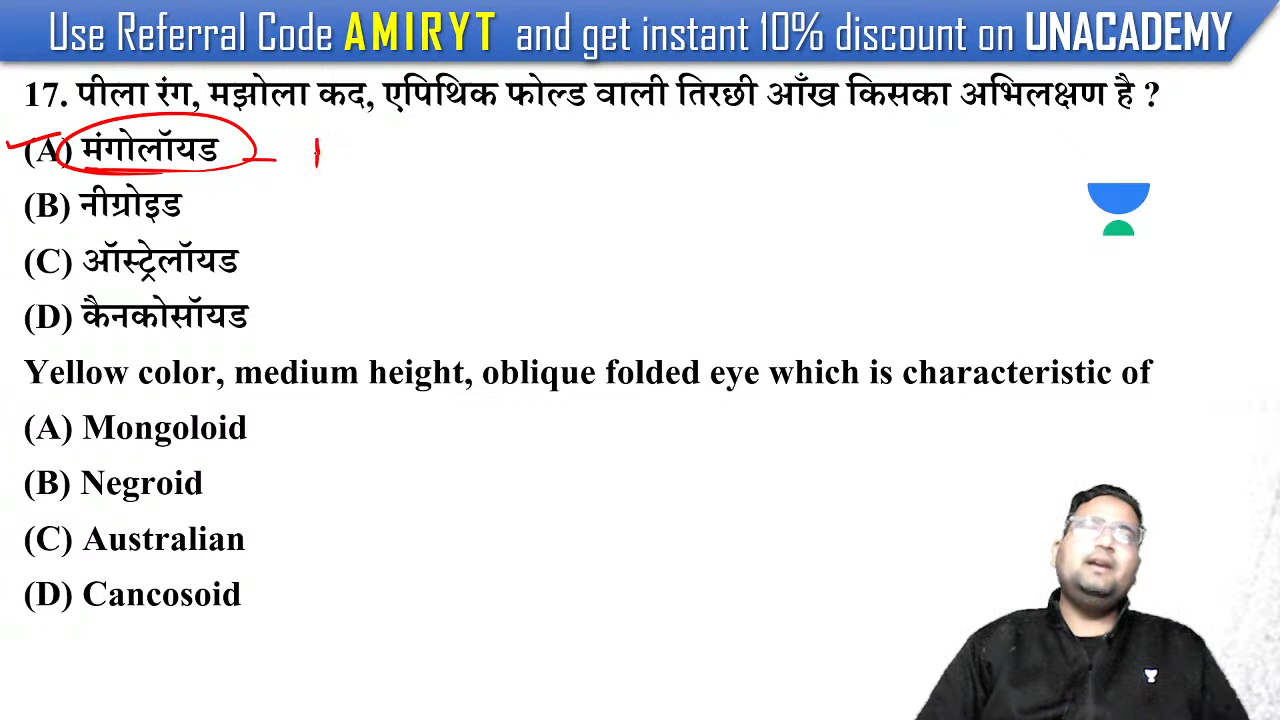 Use Referral Code AMIRYT and get instant 10% discount on UNACADEMY
17. पीला रंग, मझोला कद, एपिथिक फोल्ड वाली तिरछी आँख किसका अभिलक्षण है ?
(A) मंगोलॉयड
(B) नीग्रोइड
(C) ऑस्ट्रेलॉयड
(D) कैनकोसॉयड
Yellow color, medium height, oblique folded eye which is characteristic of
(A) Mongoloid
(B) Negroid
(C) Australian
(D) Cancosoid